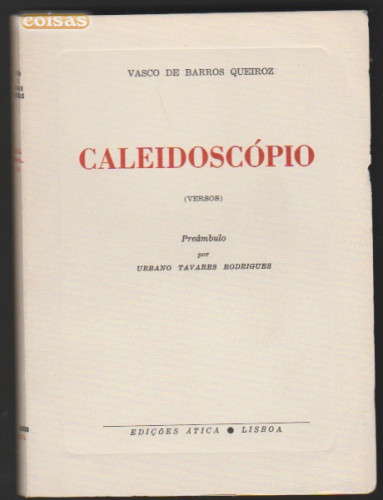 coisas
VASCO DE BARROS QUEIROZ
CALEIDOSCÓPIO
(VERSOS)
Preâmbulo
por
URBANO TAVARES RODRIGUES
EDIÇÕES ÁTICA ● LISBOA